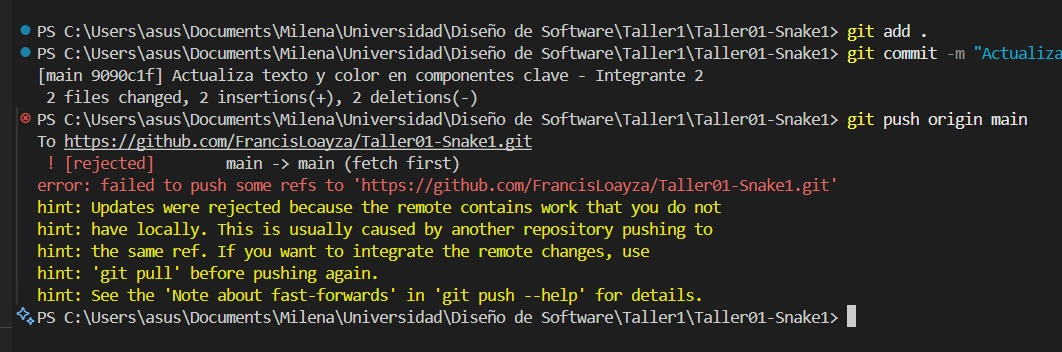 PS C:\Users\asus\Documents\Milena\Universidad\Diseño de Software\Taller1\Taller01-Snake1> git add .
PS C:\Users\asus\Documents\Milena\Universidad\Diseño de Software\Taller1\Taller01-Snake1> git commit -m "Actualiza
[main 9090c1f] Actualiza texto y color en componentes clave - Integrante 2
2 files changed, 2 insertions(+), 2 deletions(-)
PS C:\Users\asus\Documents\Milena\Universidad\Diseño de Software\Taller1\Taller01-Snake1> git push origin main
To https://github.com/FrancisLoayza/Taller01-Snake1.git
! [rejected]        main -> main (fetch first)
error: failed to push some refs to 'https://github.com/FrancisLoayza/Taller01-Snake1.git'
hint: Updates were rejected because the remote contains work that you do not
hint: have locally. This is usually caused by another repository pushing to
hint: the same ref. If you want to integrate the remote changes, use
hint: 'git pull' before pushing again.
hint: See the 'Note about fast-forwards' in 'git push --help' for details.
PS C:\Users\asus\Documents\Milena\Universidad\Diseño de Software\Taller1\Taller01-Snake1>